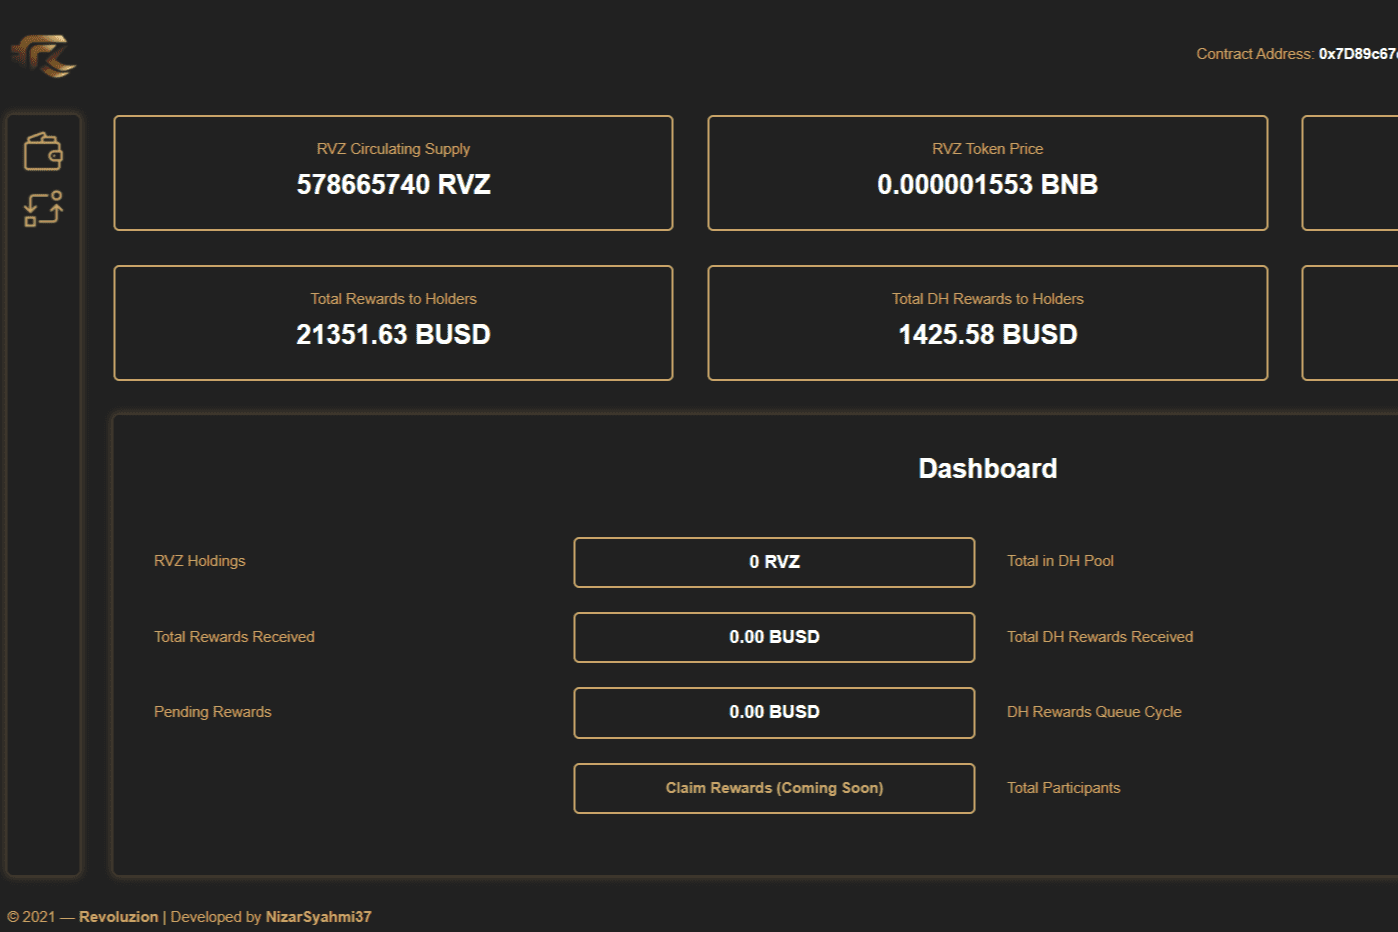 Contract Address: 0x7D89c67
RVZ Circulating Supply
578665740 RVZ
RVZ Token Price
0.000001553 BNB
Total Rewards to Holders
21351.63 BUSD
Total DH Rewards to Holders
1425.58 BUSD
Dashboard
RVZ Holdings
0 RVZ
Total in DH Pool
Total Rewards Received
0.00 BUSD
Total DH Rewards Received
Pending Rewards
0.00 BUSD
DH Rewards Queue Cycle
Claim Rewards (Coming Soon)
Total Participants
© 2021 — Revoluzion | Developed by NizarSyahmi37